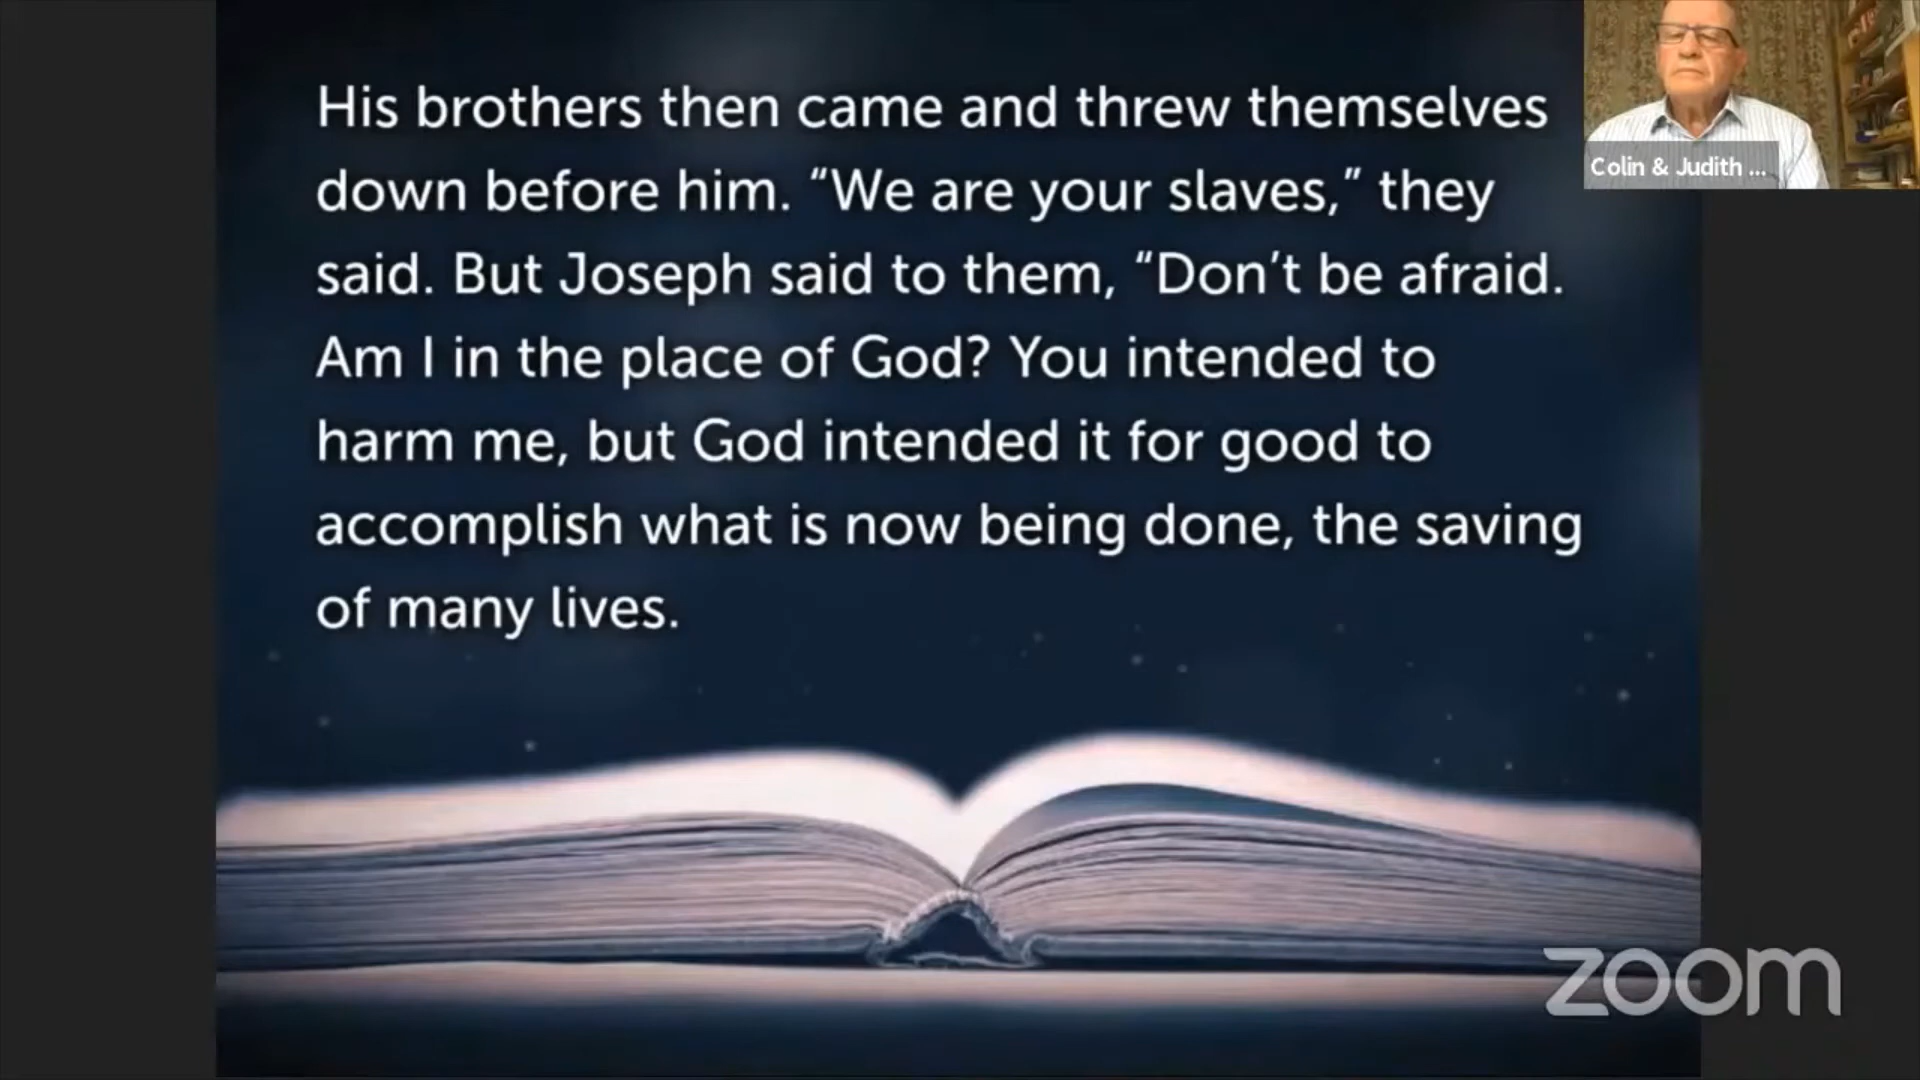 His brothers then came and threw themselves
down before him. “We are your slaves,” they
said. But Joseph said to them, “Don’t be afraid.
Am I in the place of God? You intended to
harm me, but God intended it for good to
accomplish what is now being done, the saving
of many lives.
Colin & Judith ...
zoom